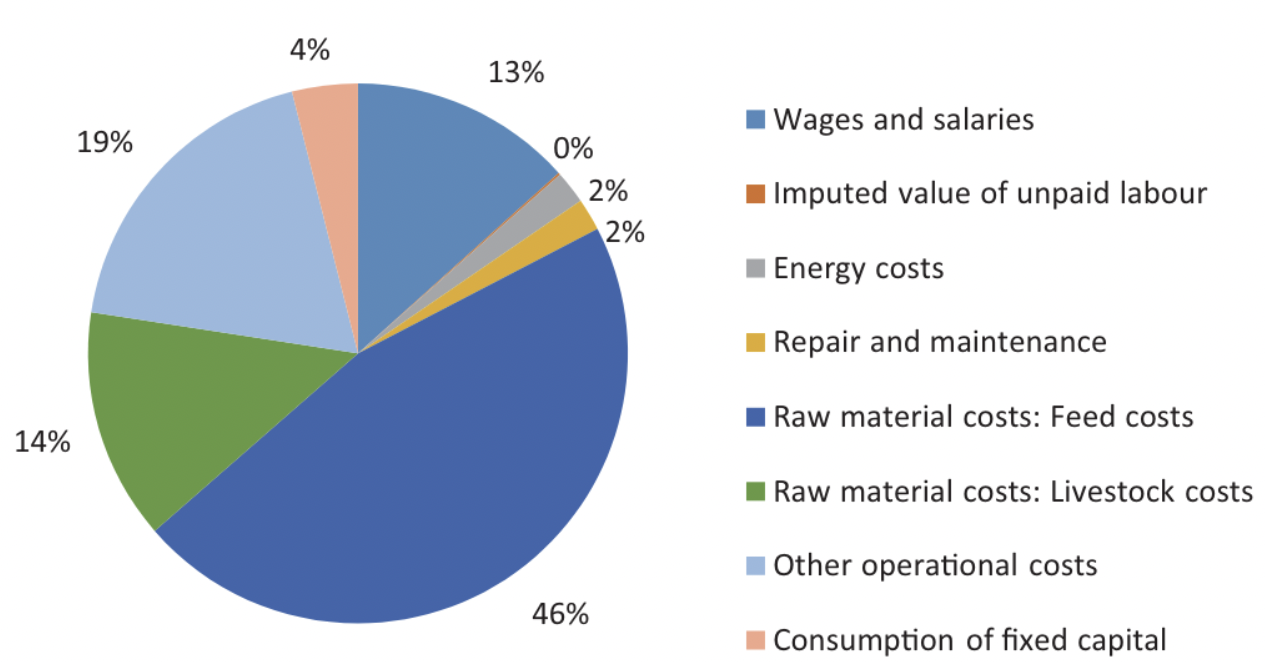 4%
13%
19%
0%
2%
2%
14%
46%
Wages and salaries
Imputed value of unpaid labour
Energy costs
Repair and maintenance
Raw material costs: Feed costs
Raw material costs: Livestock costs
Other operational costs
Consumption of fixed capital